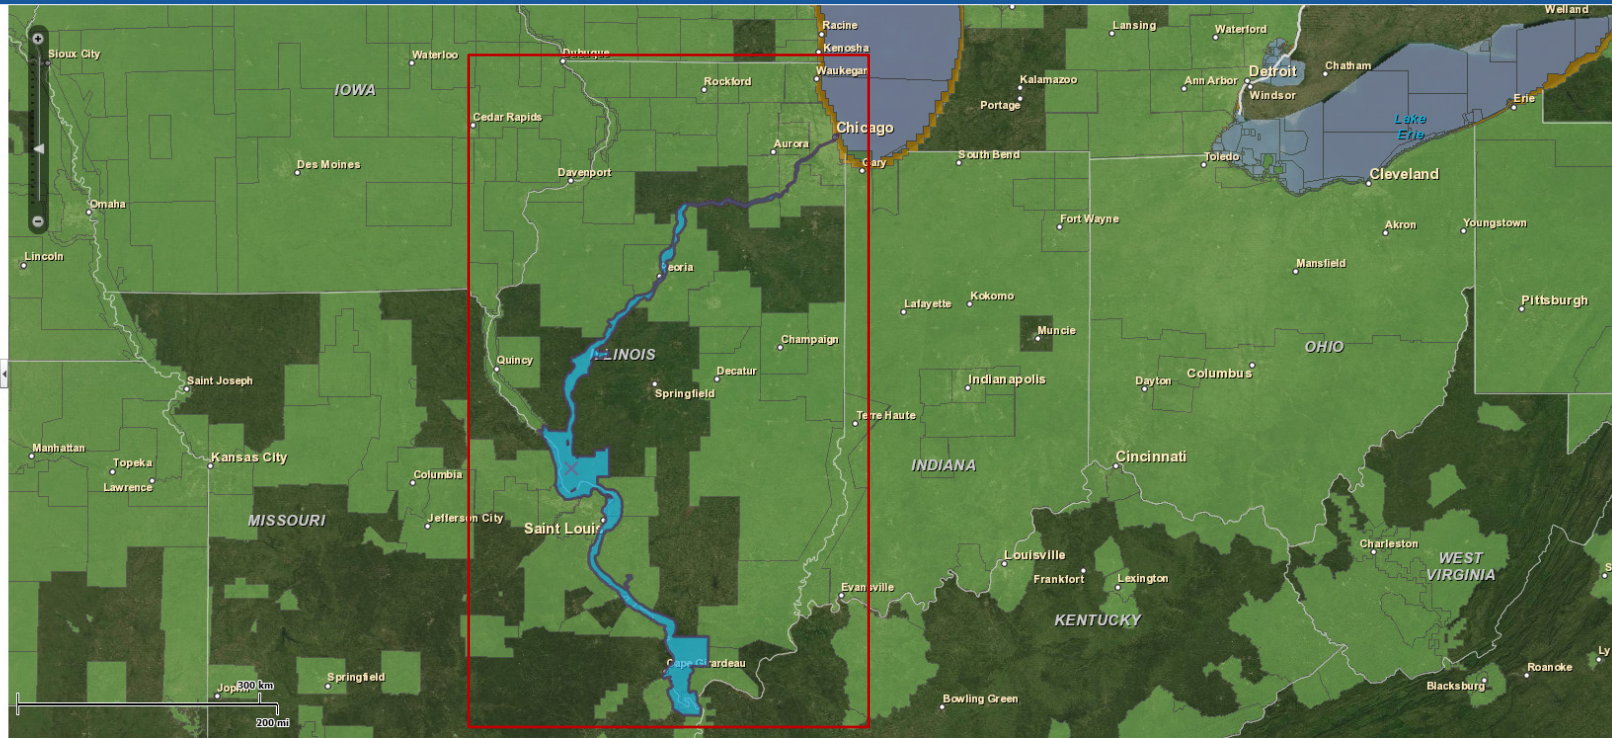 Welland
Racine
Lansing
Waterford
Sioux City
Waterloo
Dubuque
Kenosha
Waukegan
Rockford
Kalamazoo
Ann Arbor
Detroit
Chatham
Windsor
IOWA
Portage
Erie
Cedar Rapids
Chicago
Lake
Erie
Aurora
Gary
South Bend
Toledo
Des Moines
Davenport
Cleveland
Omaha
Fort Wayne
Akron
Youngstown
Lincoln
Peoria
Mansfield
Lafayette
Kokomo
Pittsburgh
Muncie
Champaign
OHIO
ILLINOIS
Quincy
Decatur
Columbus
Saint Joseph
Springfield
Indianapolis
Dayton
Terre Haute
Manhattan
Topeka
Kansas City
Cincinnati
INDIANA
Lawrence
Columbia
MISSOURI
Jefferson City
Saint Louis
Charleston
Louisville
WEST
VIRGINIA
Frankfort
Lexington
Evansville
KENTUCKY
Cape Girardeau
Ly
Roanoke
Springfield
Blacksburg
300 km
Bowling Green
200 mi